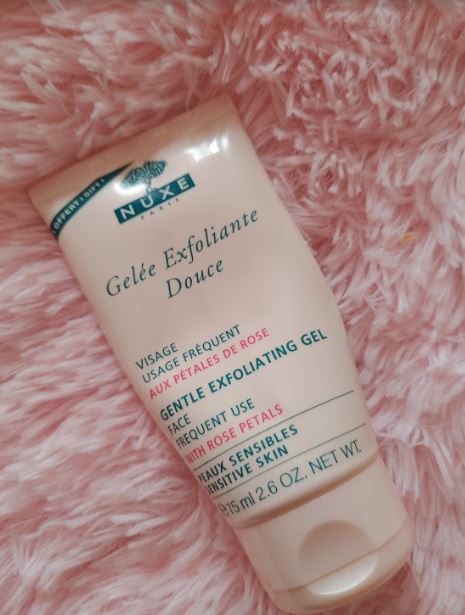 OFFERT • GIFT •
NUXE
PARIS
Gelée Exfoliante
Douce
VISAGE
USAGE FRÉQUENT
AUX PÉTALES DE ROSE
GENTLE EXFOLIATING GEL
FACE
FREQUENT USE
WITH ROSE PETALS
PEAUX SENSIBLES
SENSITIVE SKIN
℮75 ml 2.6 OZ. NET WT.